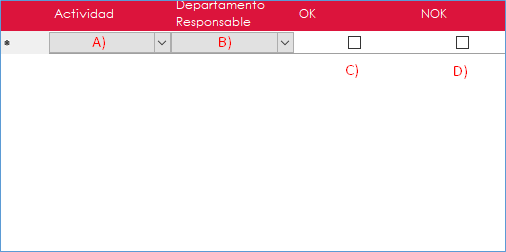 Actividad
Departamento
Responsable
OK
NOK
* A) B)
C) D)